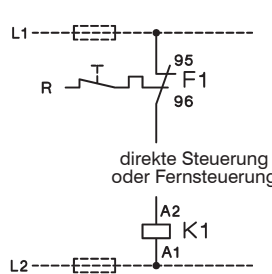 L1
95
F1
R
96
direkte Steuerung
oder Fernsteuerung
A2
K1
A1
L2